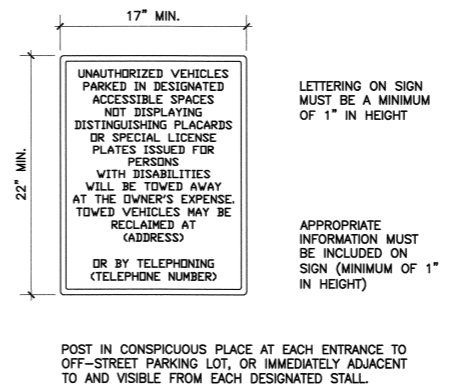 17" MIN.
22" MIN.
UNAUTHORIZED VEHICLES
PARKED IN DESIGNATED
ACCESSIBLE SPACES
NOT DISPLAYING
DISTINGUISHING PLACARDS
OR SPECIAL LICENSE
PLATES ISSUED FOR
PERSONS
WITH DISABILITIES
WILL BE TOWED AWAY
AT THE OWNER'S EXPENSE.
TOWED VEHICLES MAY BE
RECLAIMED AT
(ADDRESS)
OR BY TELEPHONING
(TELEPHONE NUMBER)
LETTERING ON SIGN
MUST BE A MINIMUM
OF 1" IN HEIGHT
APPROPRIATE
INFORMATION MUST
BE INCLUDED ON
SIGN (MINIMUM OF 1"
IN HEIGHT)
POST IN CONSPICUOUS PLACE AT EACH ENTRANCE TO
OFF-STREET PARKING LOT, OR IMMEDIATELY ADJACENT
TO AND VISIBLE FROM EACH DESIGNATED STALL.